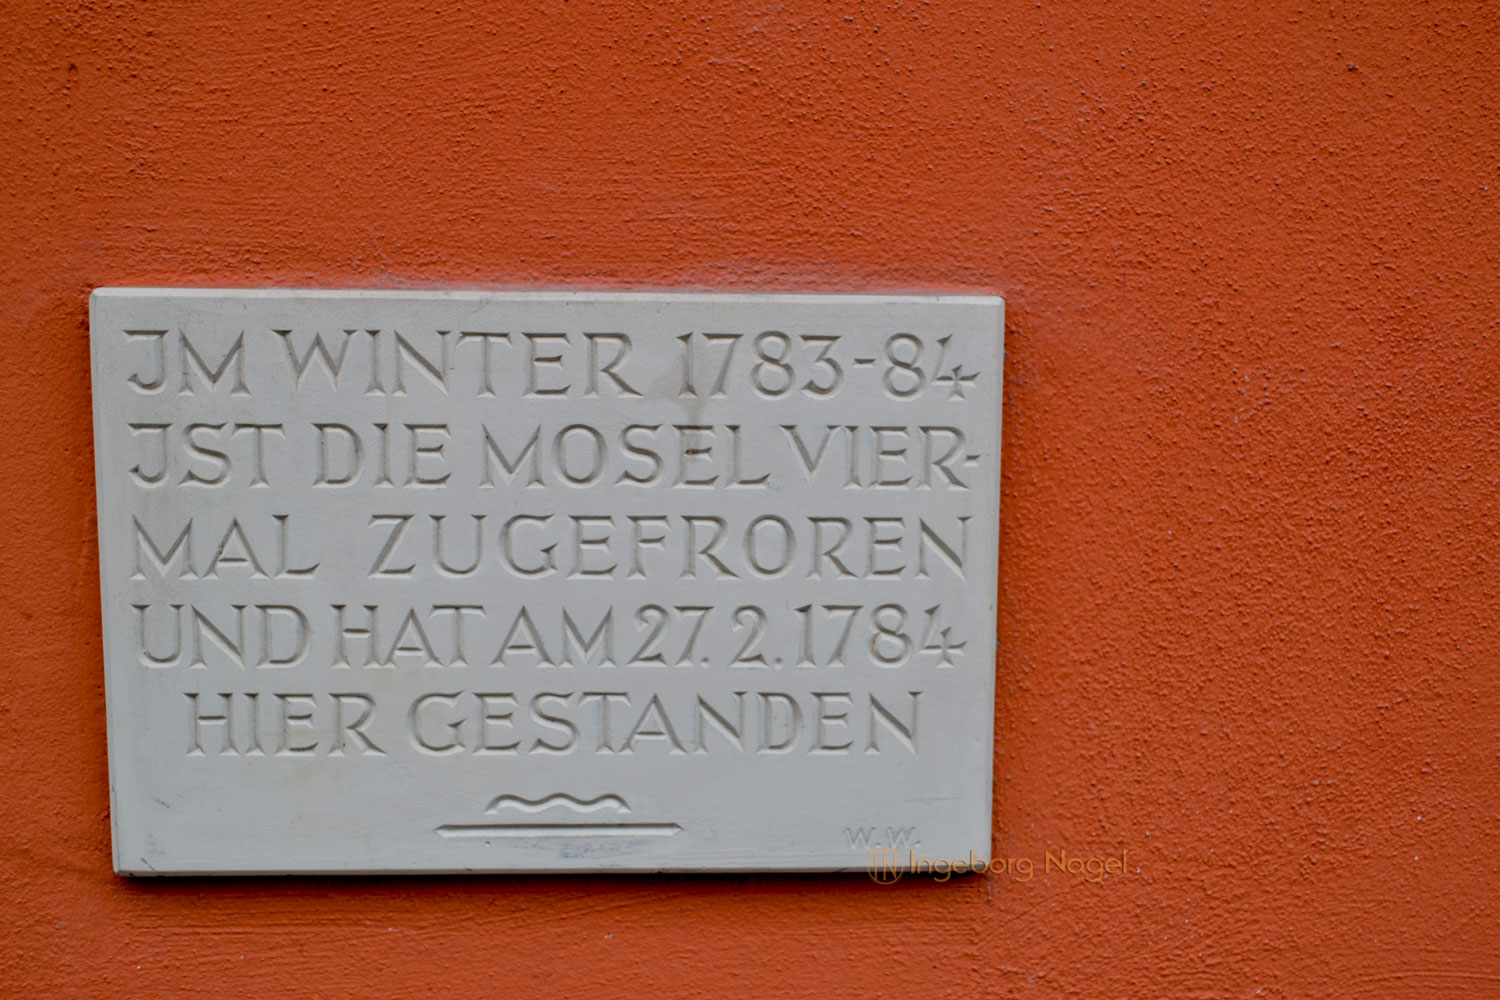 JM WINTER 1783-84
JST DIE MOSEL VIER-
MAL ZUGEFROREN
UND HAT AM 27.2.1784
HIER GESTANDEN
W.W.
IN Ingeborg Nagel